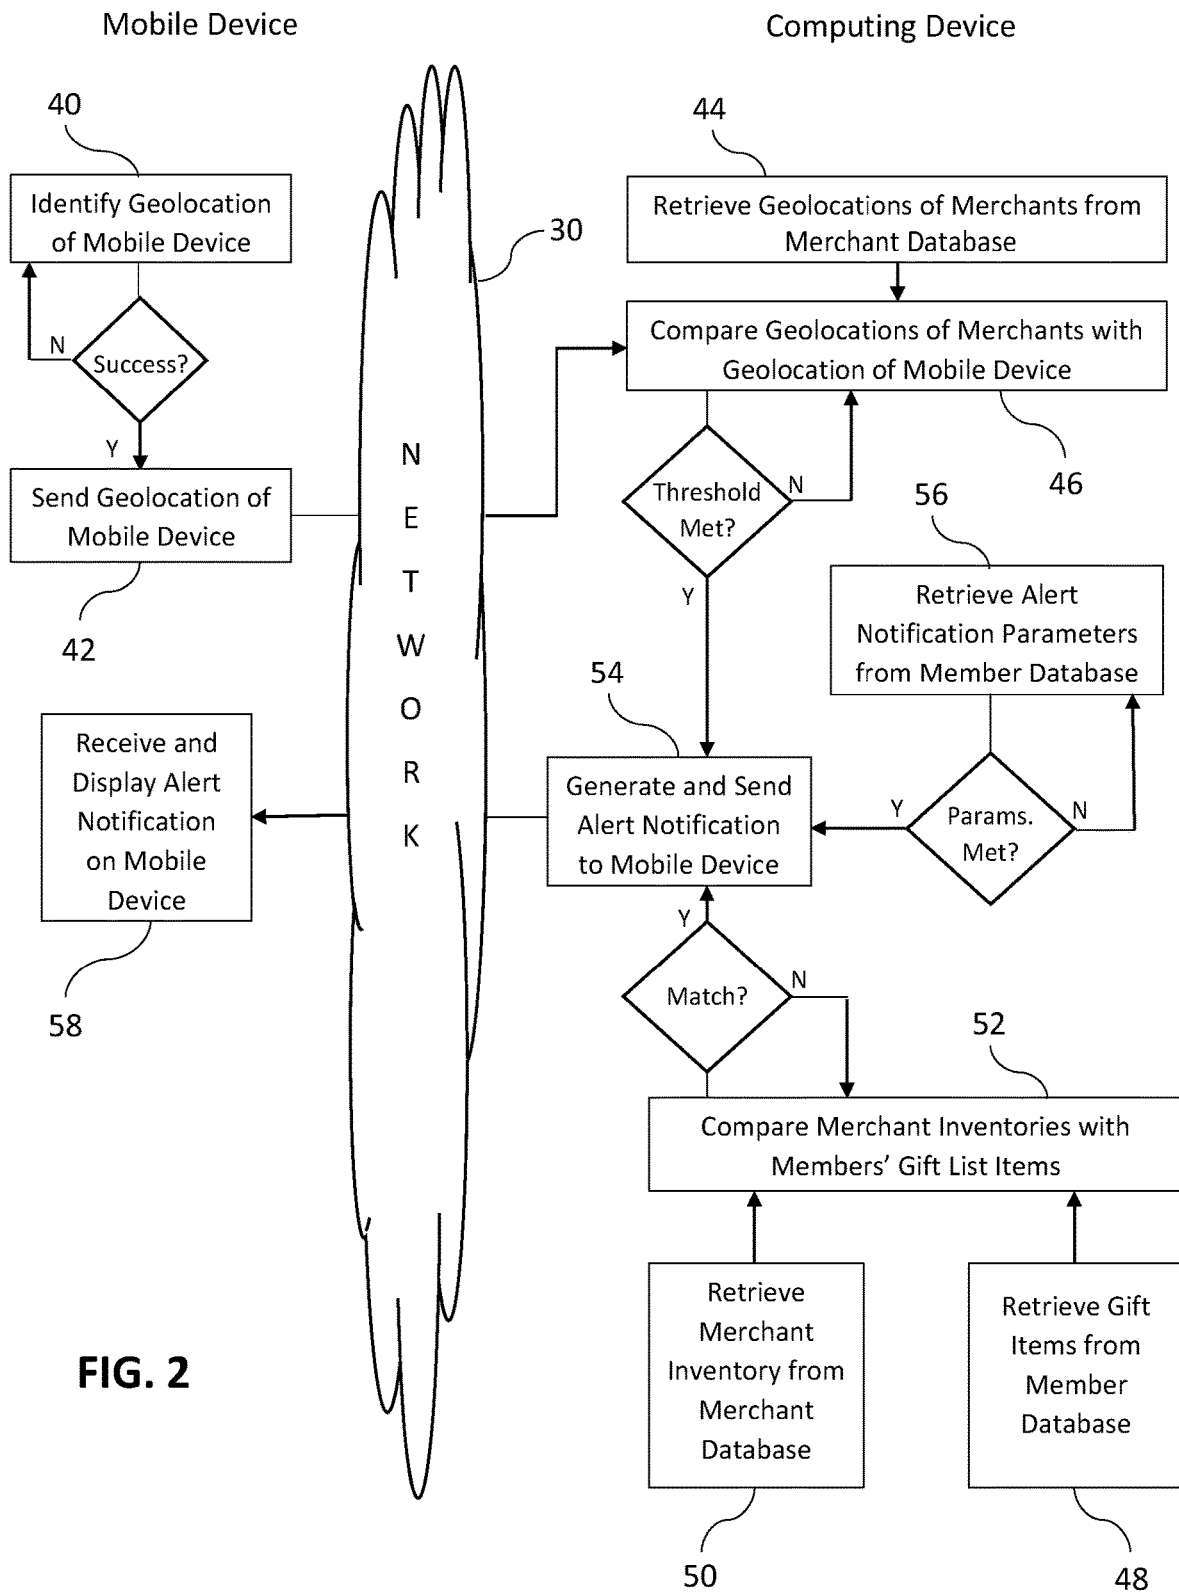 Mobile Device
Computing Device
40
Identify Geolocation
of Mobile Device
N
Success?
Y
Send Geolocation of
Mobile Device
42
30
N
E
T
W
O
R
K
44
Retrieve Geolocations of Merchants from
Merchant Database
Compare Geolocations of Merchants with
Geolocation of Mobile Device
46
Threshold
Met?
N
Y
56
Retrieve Alert
Notification Parameters
from Member Database
Params.
Met?
N
Y
54
Generate and Send
Alert Notification
to Mobile Device
Receive and
Display Alert
Notification
on Mobile
Device
58
Y
Match?
N
52
Compare Merchant Inventories with
Members’ Gift List Items
Retrieve
Merchant
Inventory from
Merchant
Database
50
Retrieve Gift
Items from
Member
Database
48
FIG. 2